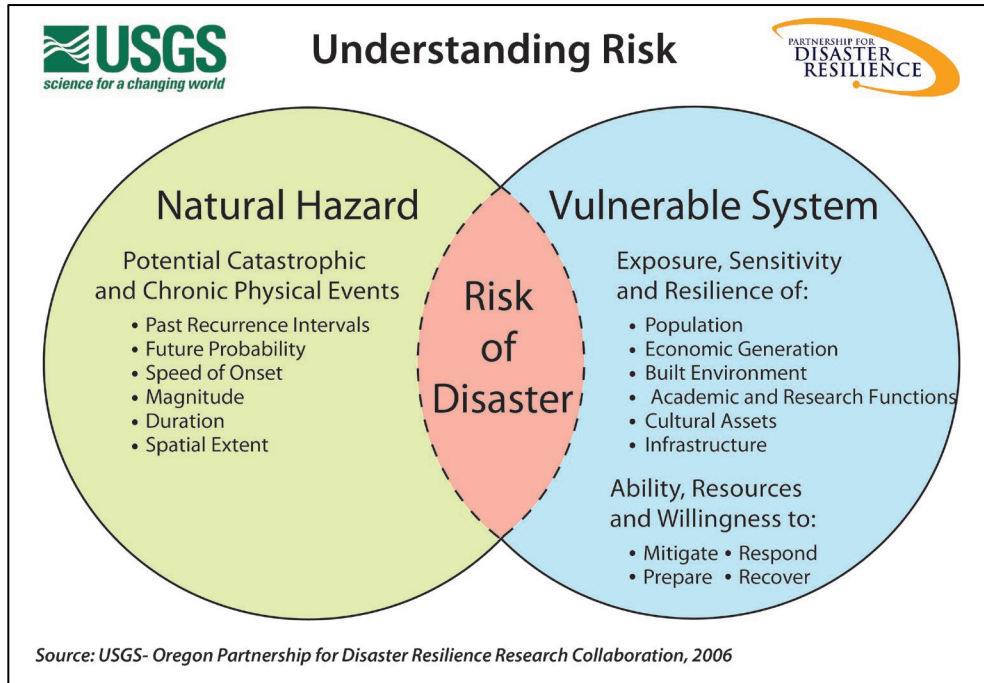 USGS
science for a changing world
Understanding Risk
PARTNERSHIP FOR
DISASTER
RESILIENCE
Natural Hazard
Potential Catastrophic
and Chronic Physical Events
• Past Recurrence Intervals
• Future Probability
• Speed of Onset
• Magnitude
• Duration
• Spatial Extent
Risk
of
Disaster
Vulnerable System
Exposure, Sensitivity
and Resilience of:
• Population
• Economic Generation
• Built Environment
• Academic and Research Functions
• Cultural Assets
• Infrastructure
Ability, Resources
and Willingness to:
• Mitigate • Respond
• Prepare • Recover
Source: USGS- Oregon Partnership for Disaster Resilience Research Collaboration, 2006